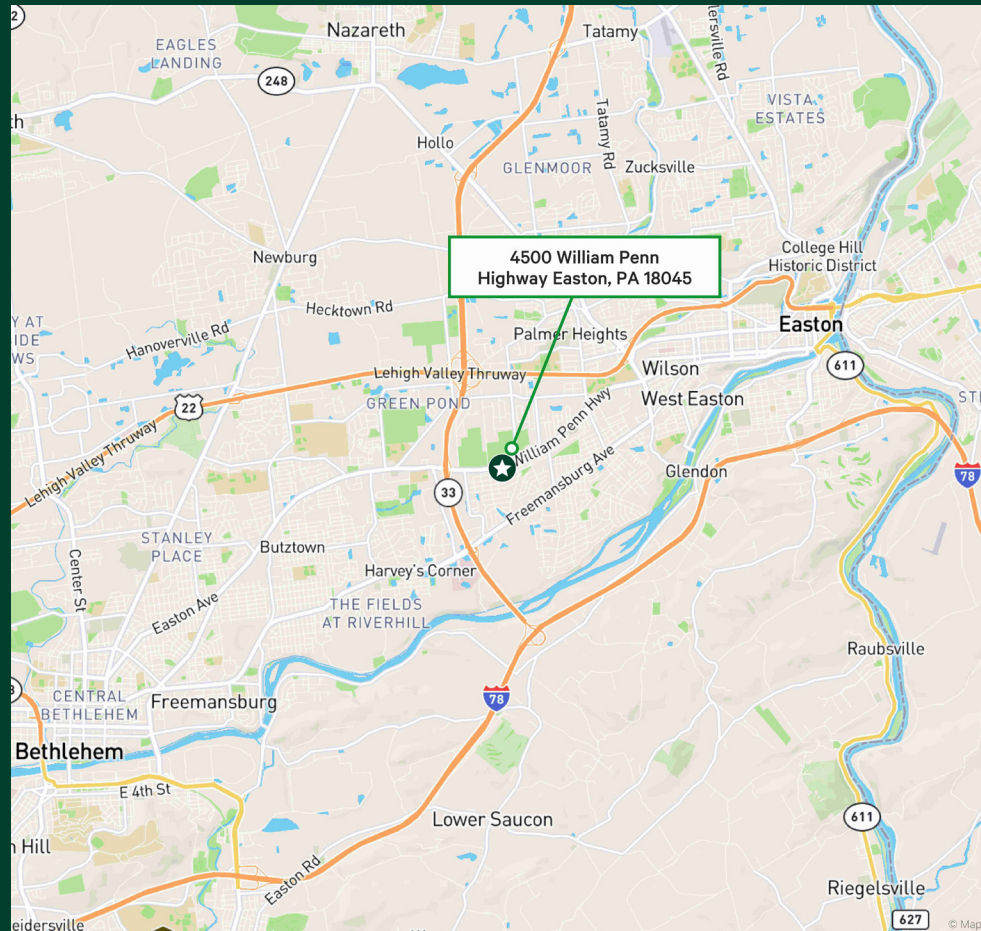 Nazareth
Tatamy
EAGLES
LANDING
248
VISTA
ESTATES
Hollo
Tatamy Rd
GLENMOOR
Zucksville
4500 William Penn
Highway Easton, PA 18045
College Hill
Historic District
Newburg
Hecktown Rd
Hanoverville Rd
Palmer Heights
Easton
Lehigh Valley Thruway
Wilson
611
GREEN POND
22
West Easton
William Penn Hwy
Lehigh Valley Thruway
Freemansburg Ave
Glendon
78
33
STANLEY
PLACE
Butztown
Center St
Harvey's Corner
Easton Ave
THE FIELDS
AT RIVERHILL
Raubsville
CENTRAL
BETHLEHEM
Freemansburg
78
Bethlehem
E 4th St
Lower Saucon
611
Easton Rd
Riegelsville
627
© Map